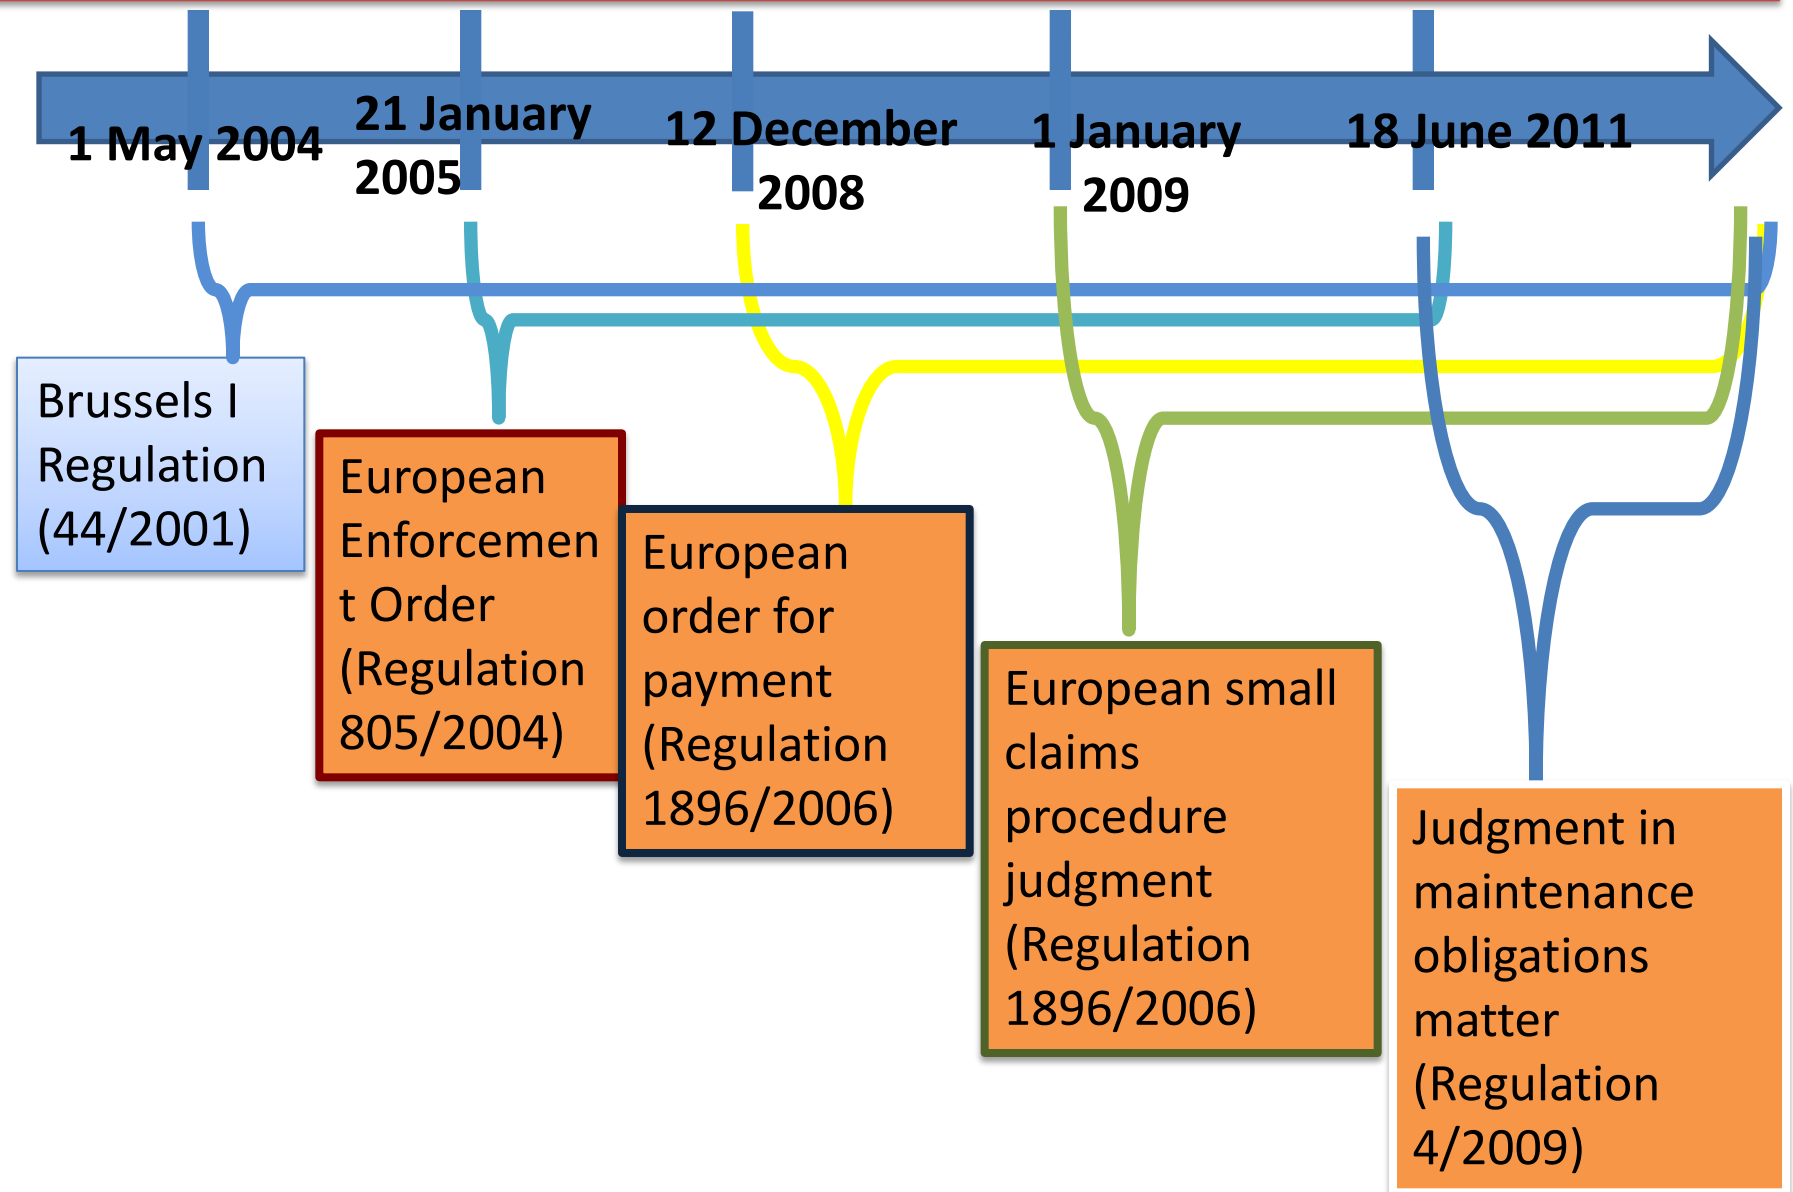 1 May 2004
21 January
2005
12 December
2008
1 January
2009
18 June 2011
Brussels I
Regulation
(44/2001)
European
Enforcemen
t Order
(Regulation
805/2004)
European
order for
payment
(Regulation
1896/2006)
European small
claims
procedure
judgment
(Regulation
1896/2006)
Judgment in
maintenance
obligations
matter
(Regulation
4/2009)